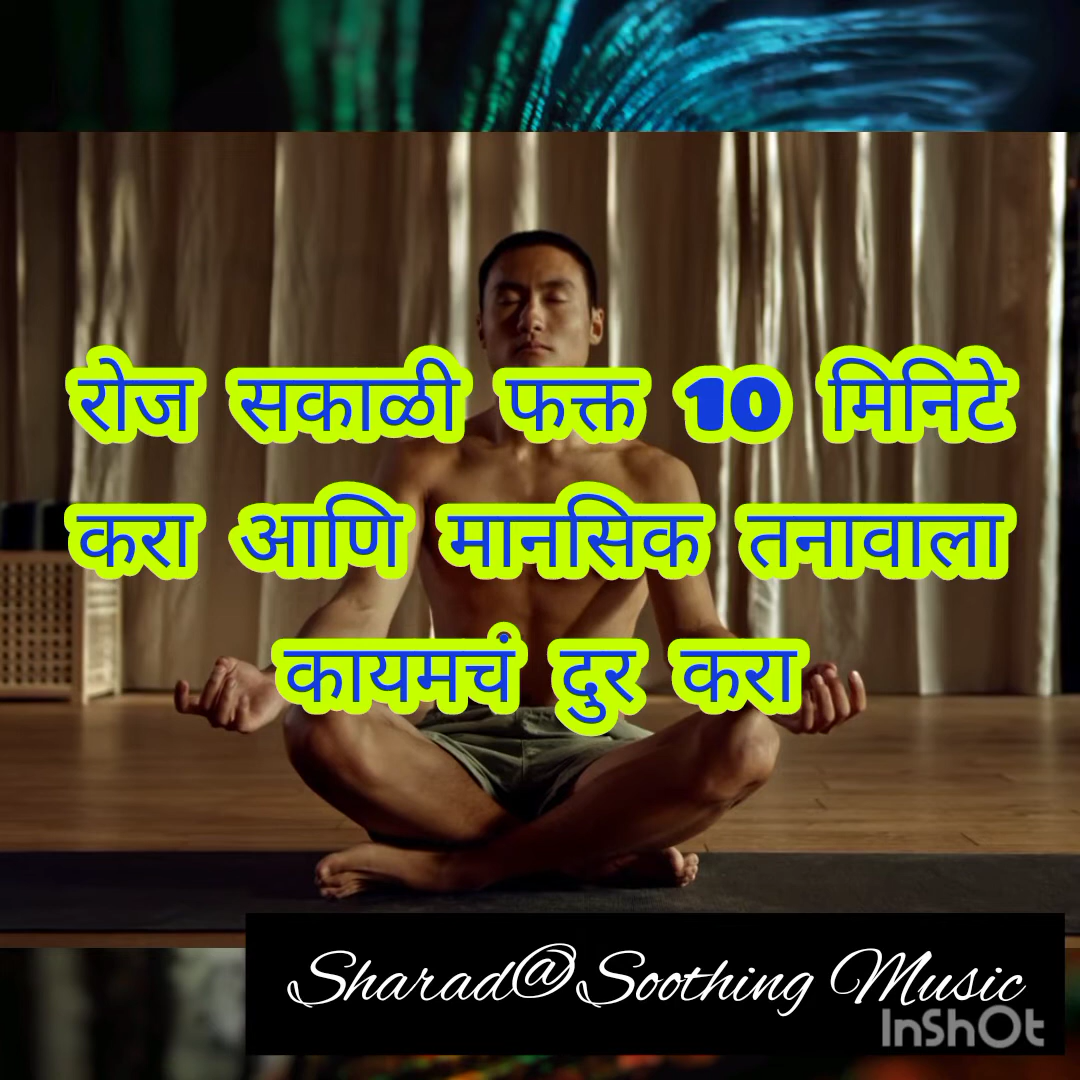 रोज सकाळी फक्त 10 मिनिटे
करा आणि मानसिक तनावाला
कायमचं दुर करा
Sharad@Soothing Music
InShOt